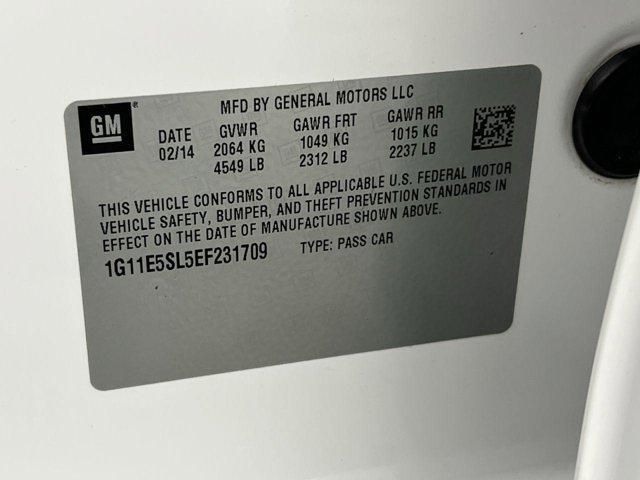 MFD BY GENERAL MOTORS LLC
GM
DATE GVWR GAWR FRT GAWR RR
02/14 2064 KG 1049 KG 1015 KG
4549 LB 2312 LB 2237 LB
THIS VEHICLE CONFORMS TO ALL APPLICABLE U.S. FEDERAL MOTOR
VEHICLE SAFETY, BUMPER, AND THEFT PREVENTION STANDARDS IN
EFFECT ON THE DATE OF MANUFACTURE SHOWN ABOVE.
1G11E5SL5EF231709 TYPE: PASS CAR